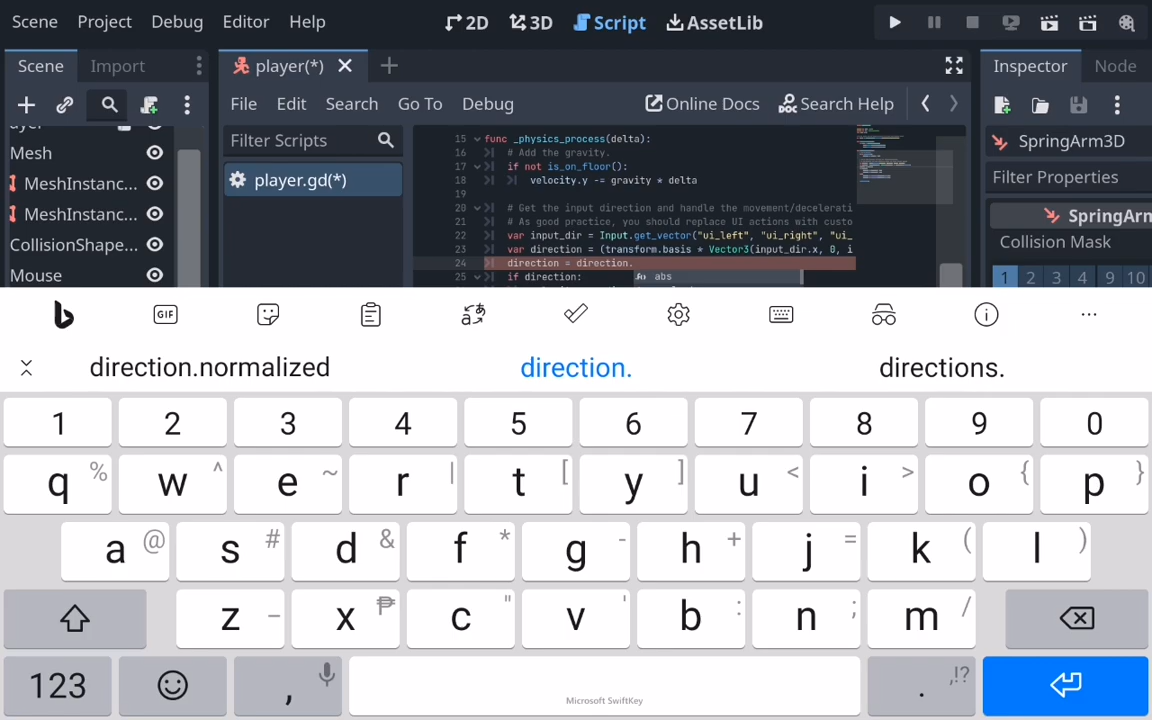 Scene Project Debug Editor Help 2D 3D Script AssetLib
Scene Import player(*) Inspector Node
File Edit Search Go To Debug Online Docs Search Help
Mesh
MeshInstanc...
MeshInstanc...
CollisionShape...
Mouse
Filter Scripts
player.gd(*)
15 func _physics_process(delta):
16 # Add the gravity.
17 if not is_on_floor():
18 velocity.y -= gravity * delta
19
20 # Get the input direction and handle the movement/decelerati
21 # As good practice, you should replace UI actions with custo
22 var input_dir = Input.get_vector("ui_left", "ui_right", "ui_
23 var direction = (transform.basis * Vector3(input_dir.x, 0, i
24 direction = direction.
25 if direction:
abs
SpringArm3D
Filter Properties
SpringArm
Collision Mask
1 2 3 4 9 10
GIF
direction.normalized direction. directions.
1 2 3 4 5 6 7 8 9 0
q % w ^ e ~ r | t [ y ] u < i > o { p }
a @ s # d & f * g - h + j = k ( l )
z _ x ₱ c " v ' b : n ; m /
123 , . ,!?
Microsoft SwiftKey